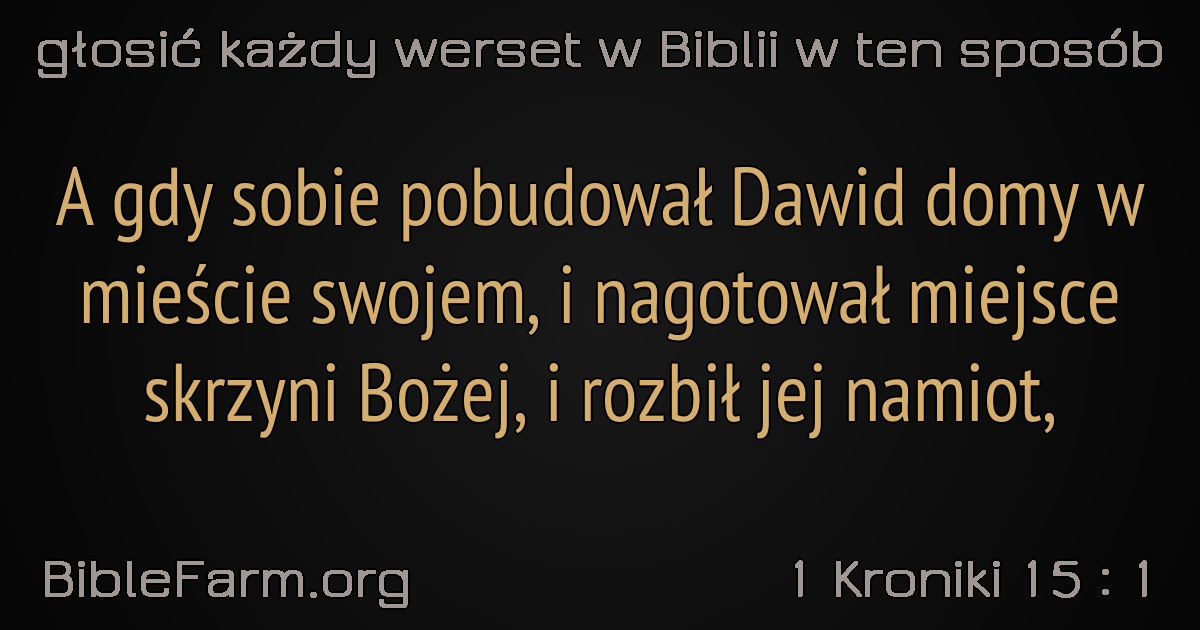 głosić każdy werset w Biblii w ten sposób
A gdy sobie pobudował Dawid domy w
mieście swojem, i nagotował miejsce
skrzyni Bożej, i rozbił jej namiot,
BibleFarm.org
1 Kroniki 15 : 1